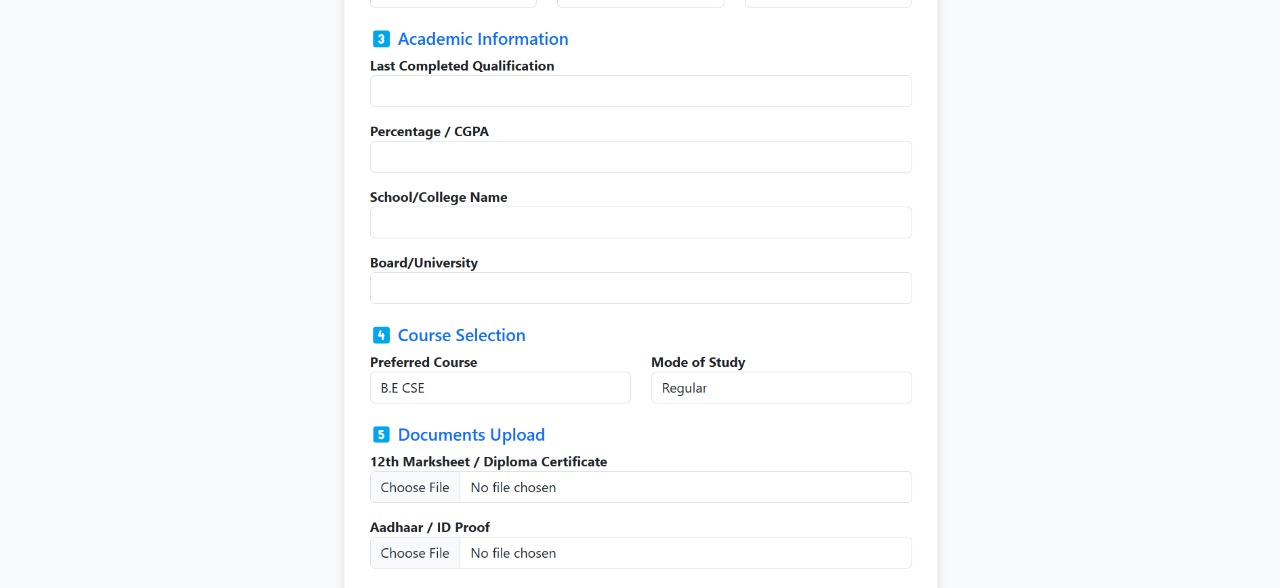 3 Academic Information
Last Completed Qualification
Percentage / CGPA
School/College Name
Board/University
4 Course Selection
Preferred Course Mode of Study
B.E CSE Regular
5 Documents Upload
12th Marksheet / Diploma Certificate
Choose File No file chosen
Aadhaar / ID Proof
Choose File No file chosen